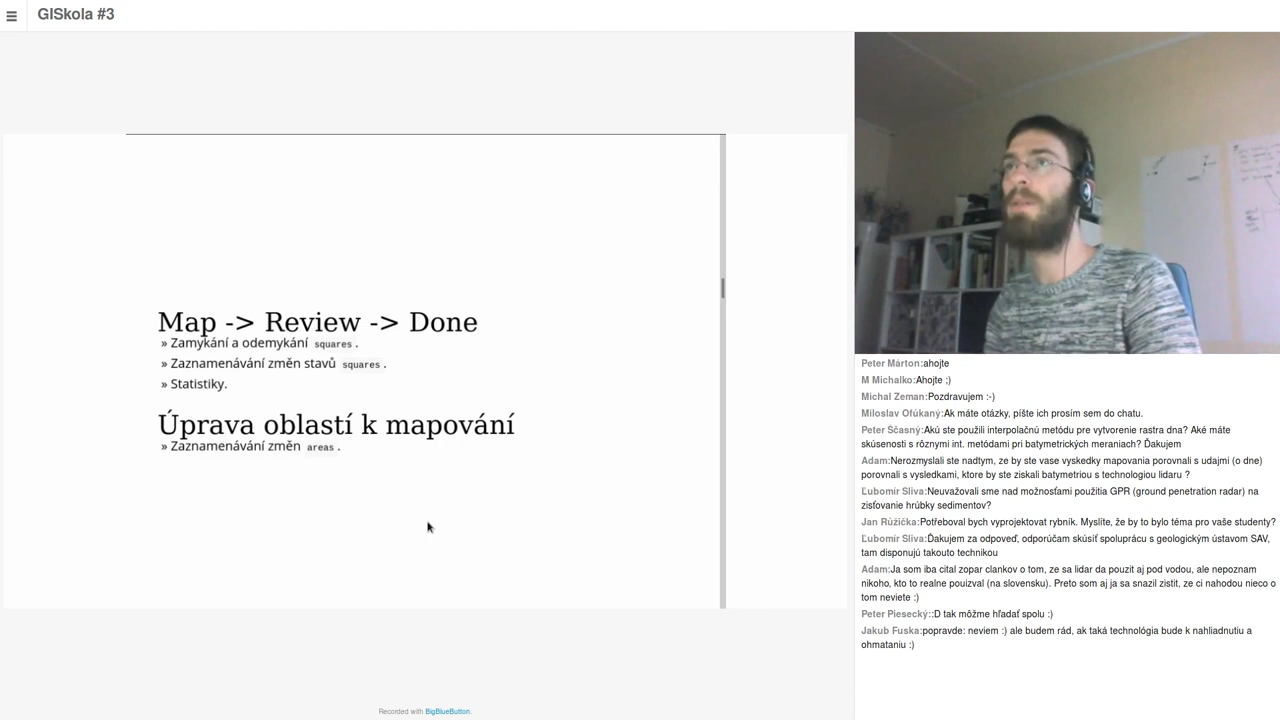 GISkola #3
Map -> Review -> Done
» Zamykání a odemykání squares.
» Zaznamenávání změn stavů squares.
» Statistiky.
Úprava oblastí k mapování
» Zaznamenávání změn areas.
Recorded with BigBlueButton.
Peter Márton:ahojte
M Michalko:Ahojte ;)
Michal Zeman:Pozdravujem :-)
Miloslav Ofúkaný:Ak máte otázky, píšte ich prosím sem do chatu.
Peter Ščasný:Akú ste použili interpolačnú metódu pre vytvorenie rastra dna? Aké máte
skúsenosti s rôznymi int. metódami pri batymetrických meraniach? Ďakujem
Adam:Nerozmyslali ste nadtym, ze by ste vase vyskedky mapovania porovnali s udajmí (o dne)
porovnali s vysledkami, ktore by ste ziskali batymetriou s technologiou lidaru ?
Ľubomír Sliva:Neuvažovali sme nad možnosťami použitia GPR (ground penetration radar) na
zisťovanie hrúbky sedimentov?
Jan Růžička:Potřeboval bych vyprojektovat rybník. Myslíte, že by to bylo téma pro vaše studenty?
Ľubomír Sliva:Ďakujem za odpoveď, odporúčam skúsiť spoluprácu s geologickým ústavom SAV,
tam disponujú takouto technikou
Adam:Ja som iba cital zopar clankov o tom, ze sa lidar da pouzit aj pod vodou, ale nepoznam
nikoho, kto to realne pouizval (na slovensku). Preto som aj ja sa snazil zistit, ze ci nahodou nieco o
tom neviete :)
Peter Piesecký::D tak môžme hľadať spolu :)
Jakub Fuska:popravde: neviem :) ale budem rád, ak taká technológia bude k nahliadnutiu a
ohmataniu :)